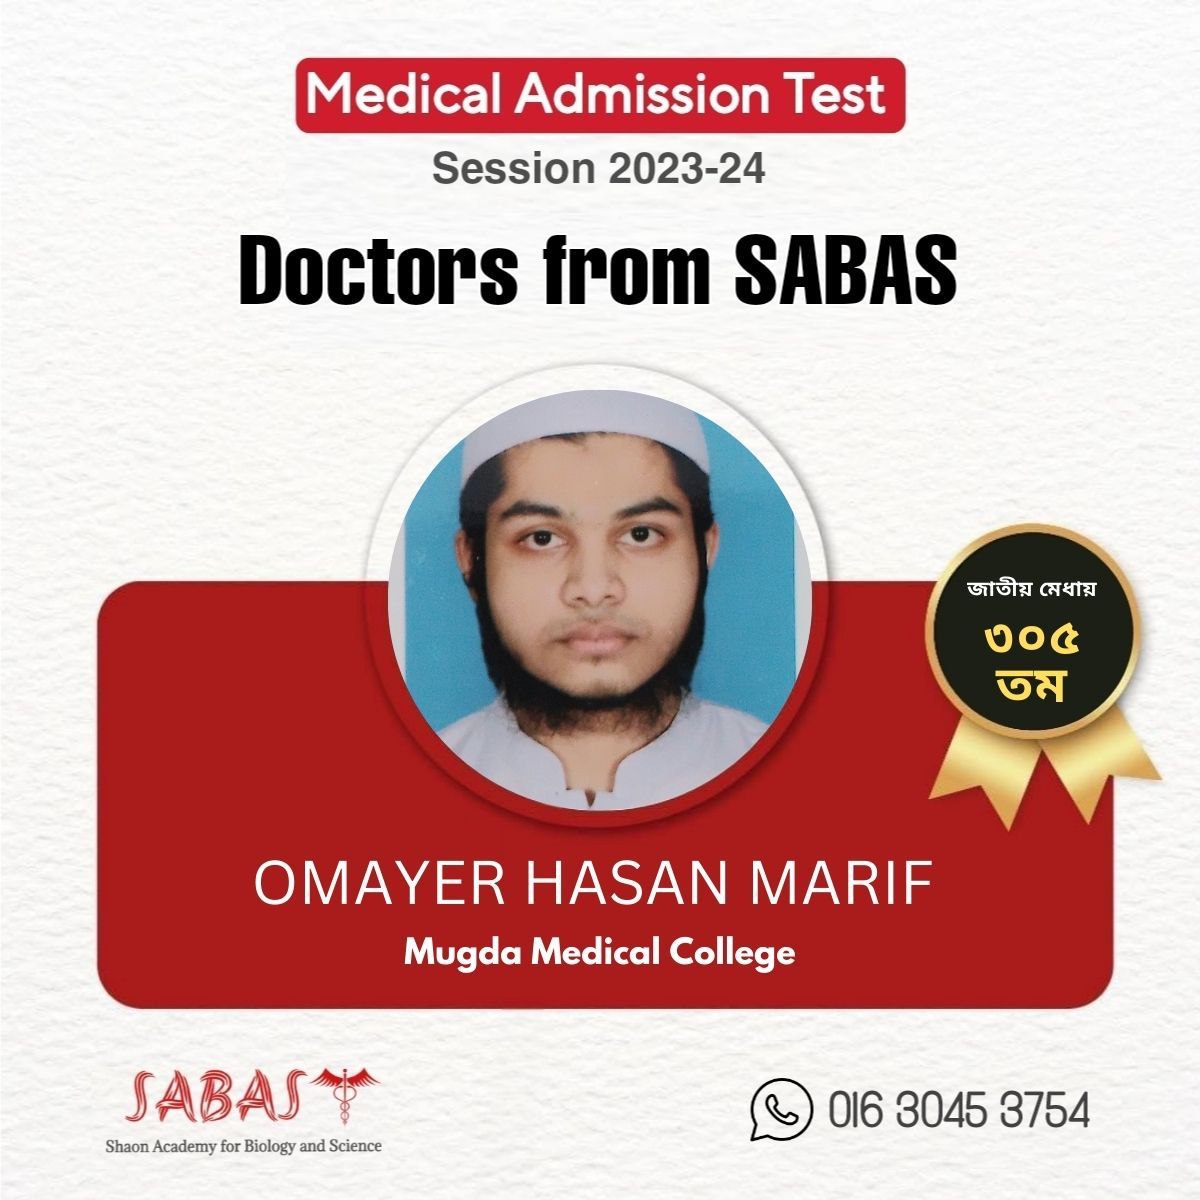 Medical Admission Test
Session 2023-24
Doctors from SABAS
জাতীয় মেধায়
৩০৫
তম
OMAYER HASAN MARIF
Mugda Medical College
SABAS
Shaon Academy for Biology and Science
016 3045 3754